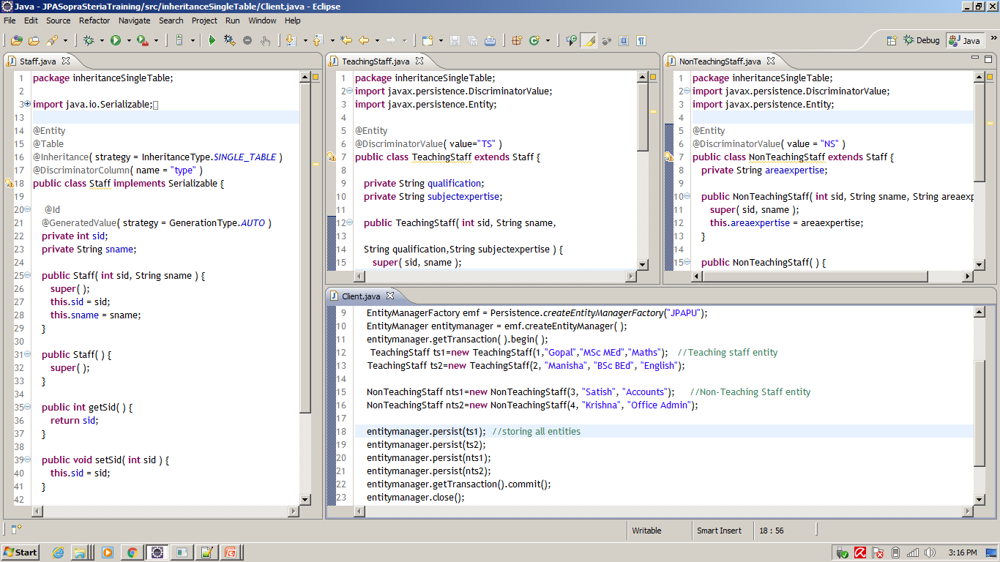 Java - JPASopraSteriaTraining/src/inheritanceSingleTable/Client.java - Eclipse
File Edit Source Refactor Navigate Search Project Run Window Help
Debug Java »
Staff.java
1 package inheritanceSingleTable;
2
3 import java.io.Serializable;
13
14 @Entity
15 @Table
16 @Inheritance( strategy = InheritanceType.SINGLE_TABLE )
17 @DiscriminatorColumn( name = "type" )
18 public class Staff implements Serializable {
19
20 @Id
21 @GeneratedValue( strategy = GenerationType.AUTO )
22 private int sid;
23 private String sname;
24
25 public Staff( int sid, String sname ) {
26 super( );
27 this.sid = sid;
28 this.sname = sname;
29 }
30
31 public Staff( ) {
32 super( );
33 }
34
35 public int getSid( ) {
36 return sid;
37 }
38
39 public void setSid( int sid ) {
40 this.sid = sid;
41 }
42
TeachingStaff.java
1 package inheritanceSingleTable;
2 import javax.persistence.DiscriminatorValue;
3 import javax.persistence.Entity;
4
5 @Entity
6 @DiscriminatorValue( value="TS" )
7 public class TeachingStaff extends Staff {
8
9 private String qualification;
10 private String subjectexpertise;
11
12 public TeachingStaff( int sid, String sname,
13
14 String qualification,String subjectexpertise ) {
15 super( sid, sname );
NonTeachingStaff.java
1 package inheritanceSingleTable;
2 import javax.persistence.DiscriminatorValue;
3 import javax.persistence.Entity;
4
5 @Entity
6 @DiscriminatorValue( value = "NS" )
7 public class NonTeachingStaff extends Staff {
8 private String areaexpertise;
9
10 public NonTeachingStaff( int sid, String sname, String areaexp
11 super( sid, sname );
12 this.areaexpertise = areaexpertise;
13 }
14
15 public NonTeachingStaff( ) {
Client.java
9 EntityManagerFactory emf = Persistence.createEntityManagerFactory("JPAPU");
10 EntityManager entitymanager = emf.createEntityManager( );
11 entitymanager.getTransaction( ).begin( );
12 TeachingStaff ts1=new TeachingStaff(1,"Gopal","MSc MEd","Maths"); //Teaching staff entity
13 TeachingStaff ts2=new TeachingStaff(2, "Manisha", "BSc BEd", "English");
14
15 NonTeachingStaff nts1=new NonTeachingStaff(3, "Satish", "Accounts"); //Non-Teaching Staff entity
16 NonTeachingStaff nts2=new NonTeachingStaff(4, "Krishna", "Office Admin");
17
18 entitymanager.persist(ts1); //storing all entities
19 entitymanager.persist(ts2);
20 entitymanager.persist(nts1);
21 entitymanager.persist(nts2);
22 entitymanager.getTransaction().commit();
23 entitymanager.close();
Writable Smart Insert 18 : 56
Start 3:16 PM